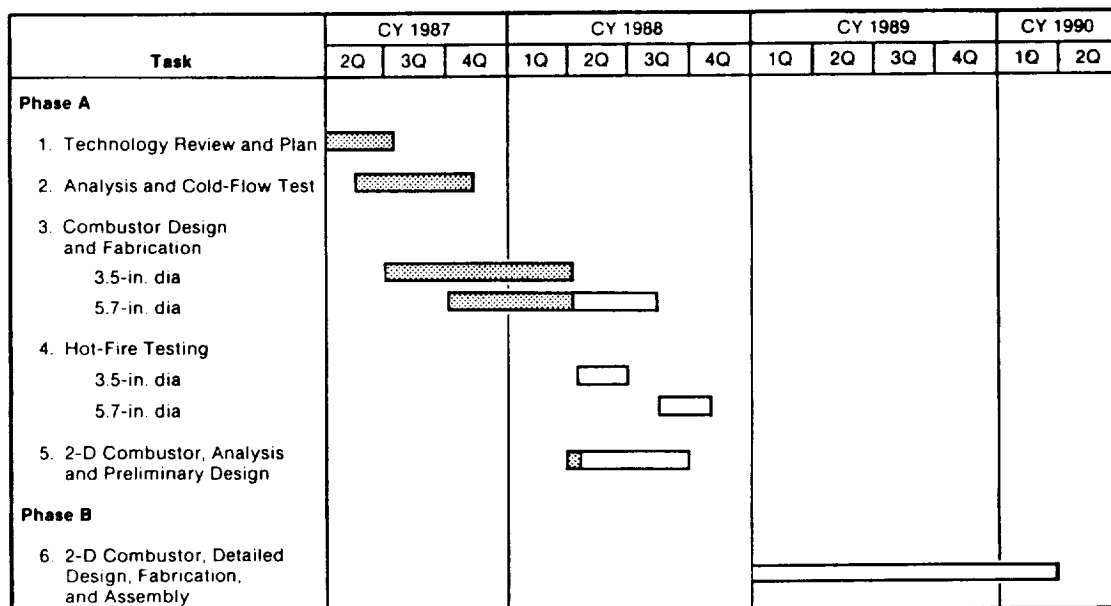 CY 1987 CY 1988 CY 1989 CY 1990
Task 2Q 3Q 4Q 1Q 2Q 3Q 4Q 1Q 2Q 3Q 4Q 1Q 2Q
Phase A
1. Technology Review and Plan
2. Analysis and Cold-Flow Test
3. Combustor Design
and Fabrication
3.5-in. dia
5.7-in. dia
4. Hot-Fire Testing
3.5-in. dia
5.7-in. dia
5. 2-D Combustor, Analysis
and Preliminary Design
Phase B
6. 2-D Combustor, Detailed
Design, Fabrication,
and Assembly